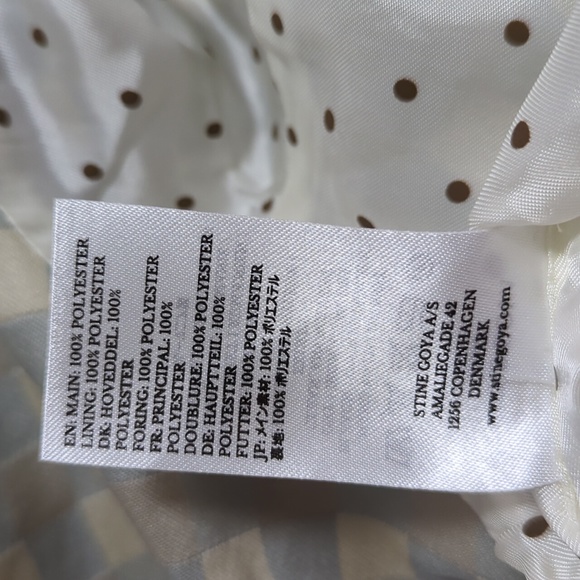 EN: MAIN: 100% POLYESTER
LINING: 100% POLYESTER
DK: HOVEDDEL: 100%
POLYESTER
FORING: 100% POLYESTER
FR: PRINCIPAL: 100%
POLYESTER
DOUBLURE: 100% POLYESTER
DE: HAUPTTEIL: 100%
POLYESTER
FUTTER: 100% POLYESTER
JP: メイン素材: 100% ポリエステル
裏地: 100% ポリエステル
STINE GOYA A/S
AMALIEGADE 42
1256 COPENHAGEN
DENMARK
www.stinegoya.com